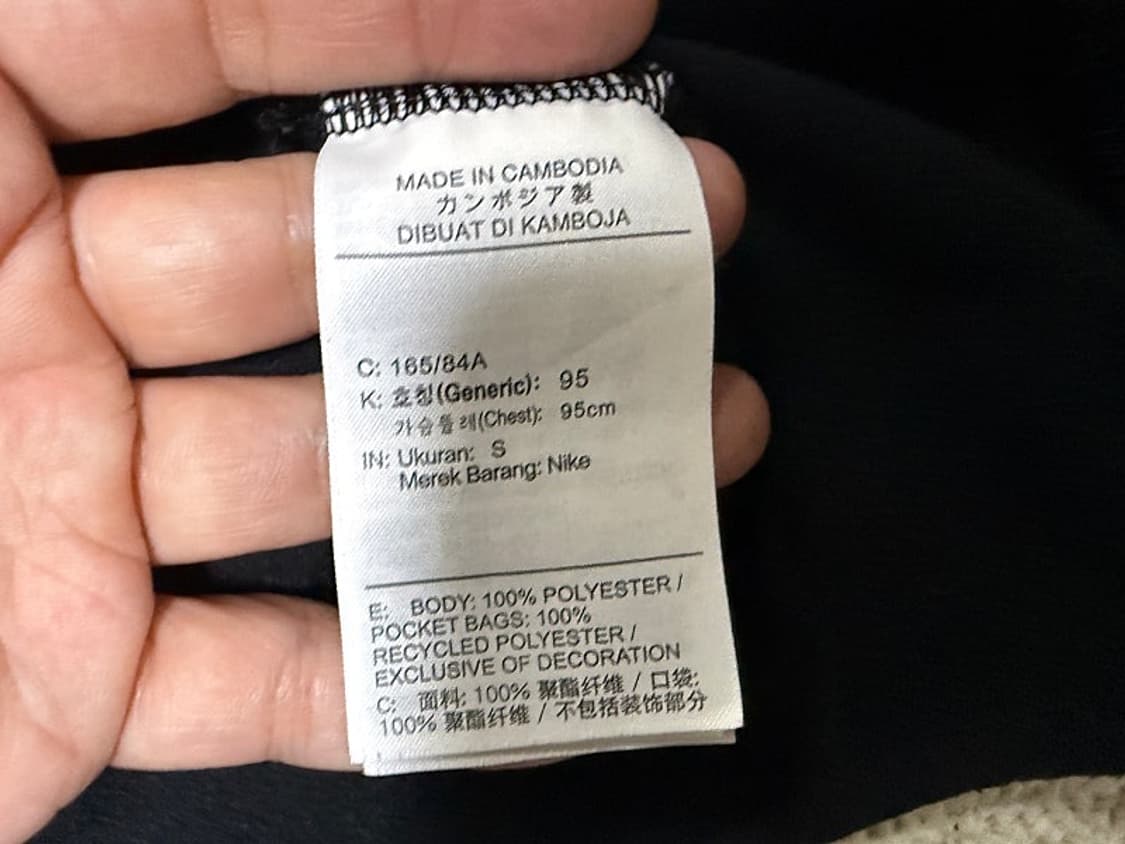 MADE IN CAMBODIA
カンボジア製
DIBUAT DI KAMBOJA
C: 165/84A
K: 호칭(Generic): 95
가슴둘레(Chest): 95cm
IN: Ukuran: S
Merek Barang: Nike
E: BODY: 100% POLYESTER /
POCKET BAGS: 100%
RECYCLED POLYESTER /
EXCLUSIVE OF DECORATION
C: 面料: 100% 聚酯纤维 / 口袋:
100% 聚酯纤维 / 不包括装饰部分